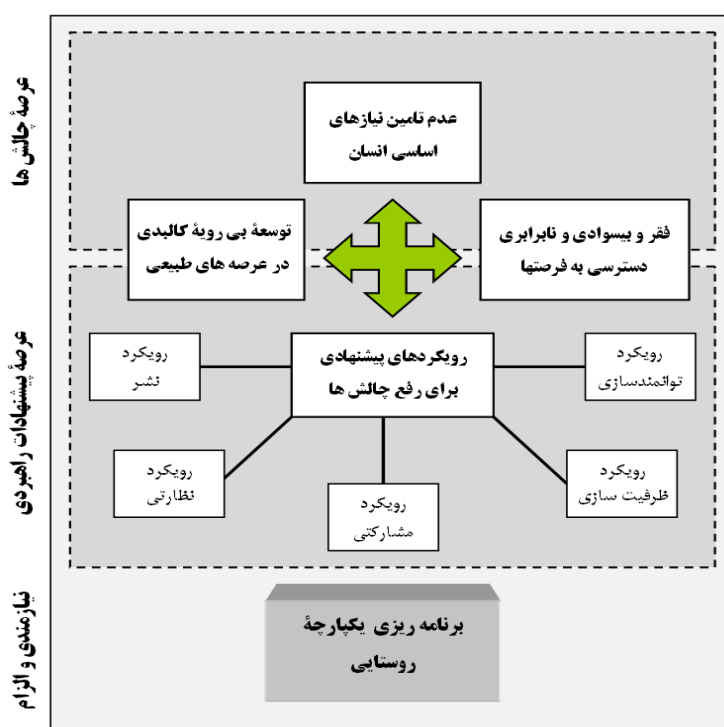 عرصهٔ چالش ها
عدم تامین نیازهای
اساسی انسان
فقر و بیسوادی و نابرابری
دسترسی به فرصتها
توسعهٔ بی رویهٔ کالبدی
در عرصه های طبیعی
عرصهٔ پیشنهادات راهبردی
رویکردهای پیشنهادی
برای رفع چالش ها
رویکرد
توانمندسازی
رویکرد
نشر
رویکرد
ظرفیت سازی
رویکرد
مشارکتی
رویکرد
نظارتی
نیازمندی و الزام
برنامه ریزی یکپارچهٔ
روستایی